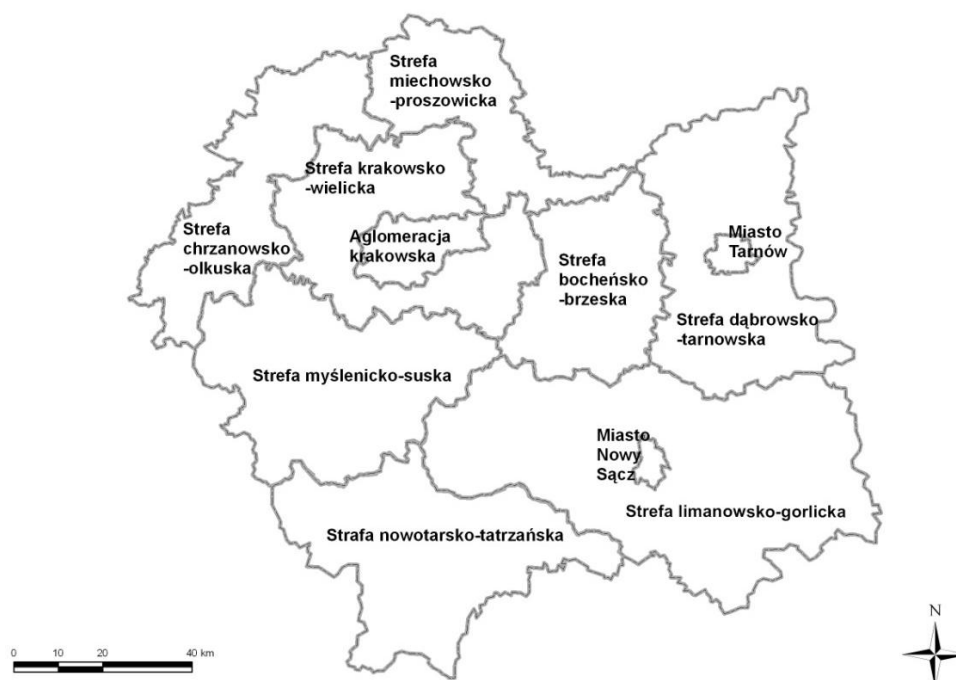 Strefa
miechowsko
-proszowicka
Strefa krakowsko
-wielicka
Strefa
chrzanowsko
-olkuska
Aglomeracja
krakowska
Miasto
Tarnów
Strefa
bocheńsko
-brzeska
Strefa dąbrowsko
-tarnowska
Strefa myślenicko-suska
Miasto
Nowy
Sącz
Strefa limanowsko-gorlicka
Strafa nowotarsko-tatrzańska
N
0 10 20 40 km